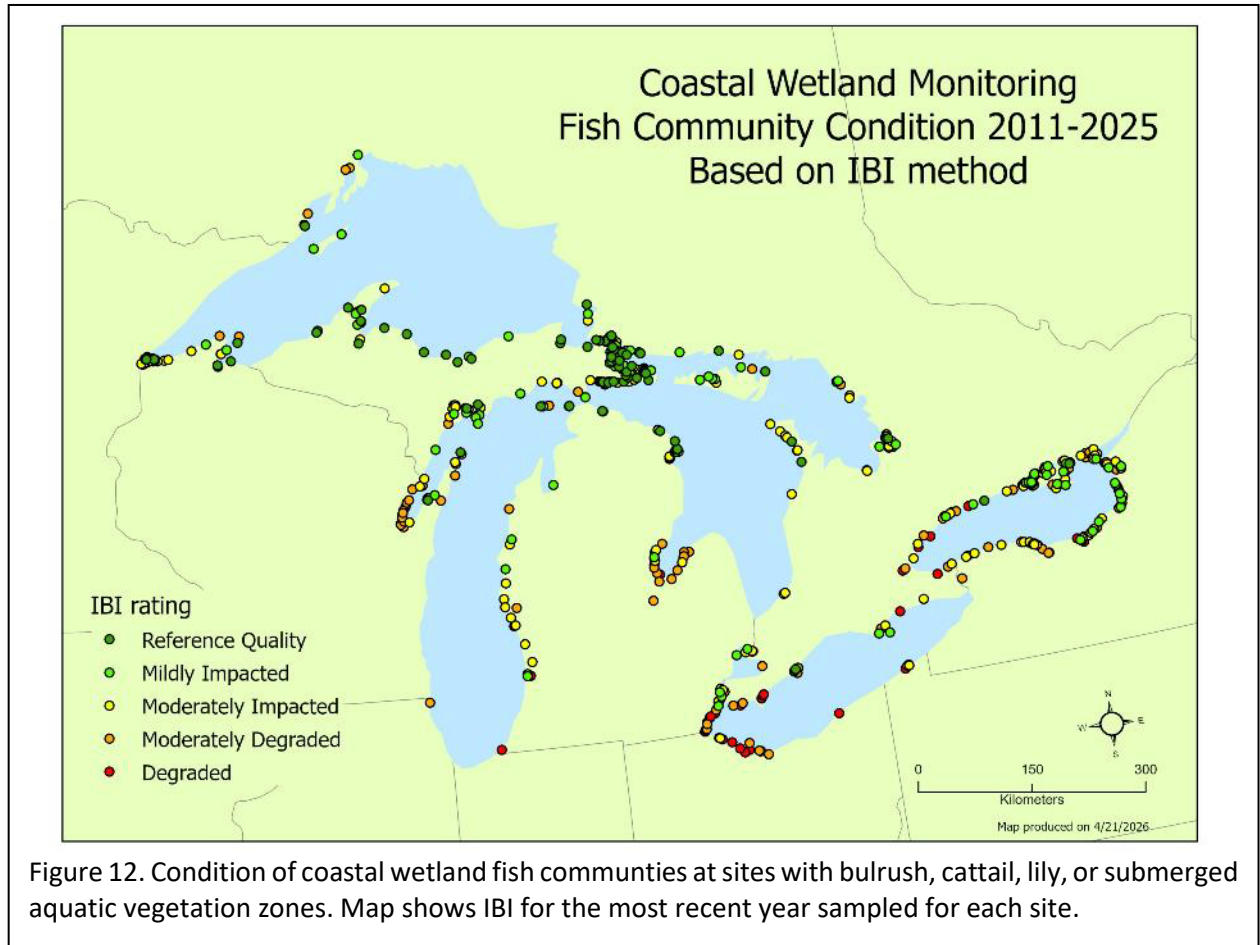 Coastal Wetland Monitoring
Fish Community Condition 2011-2025
Based on IBI method
IBI rating
Reference Quality
Mildly Impacted
Moderately Impacted
Moderately Degraded
Degraded
N
W E
S
0 150 300
Kilometers
Map produced on 4/21/2026
Figure 12. Condition of coastal wetland fish communties at sites with bulrush, cattail, lily, or submerged
aquatic vegetation zones. Map shows IBI for the most recent year sampled for each site.